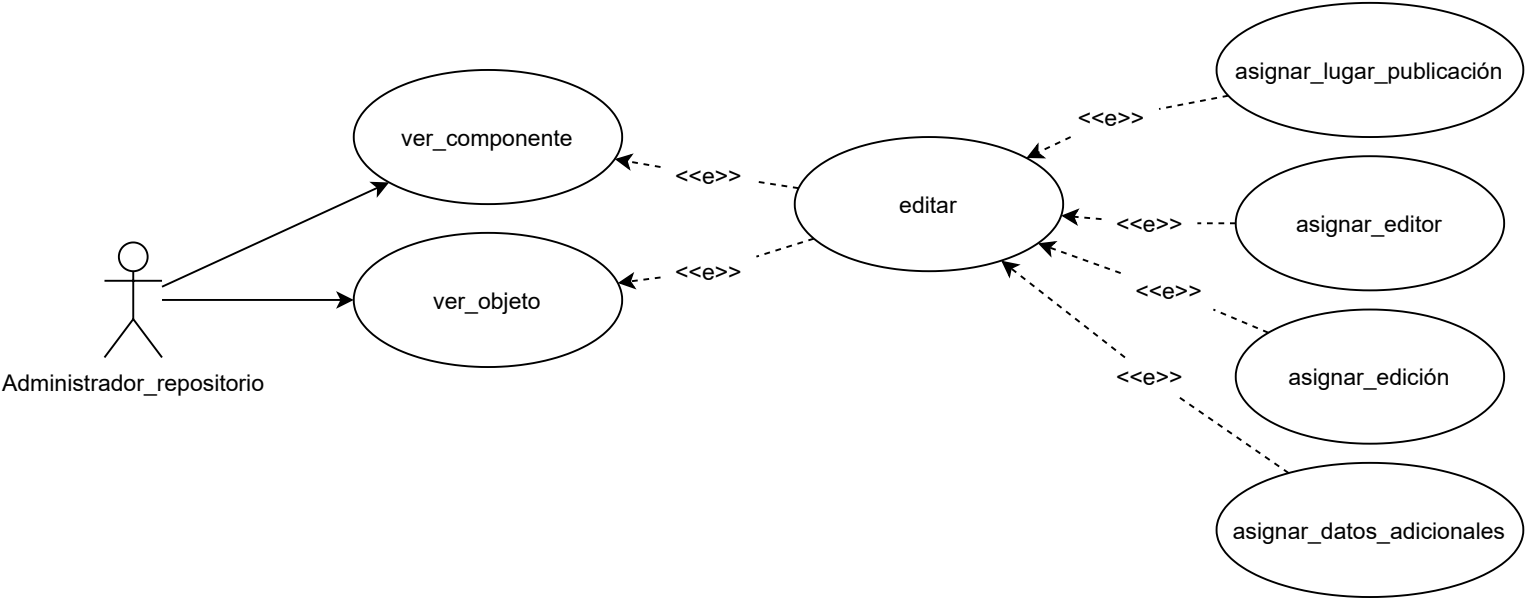 asignar_lugar_publicación
<<e>>
ver_componente
<<e>>
editar
<<e>>
asignar_editor
<<e>>
ver_objeto
<<e>>
asignar_edición
Administrador_repositorio
<<e>>
asignar_datos_adicionales